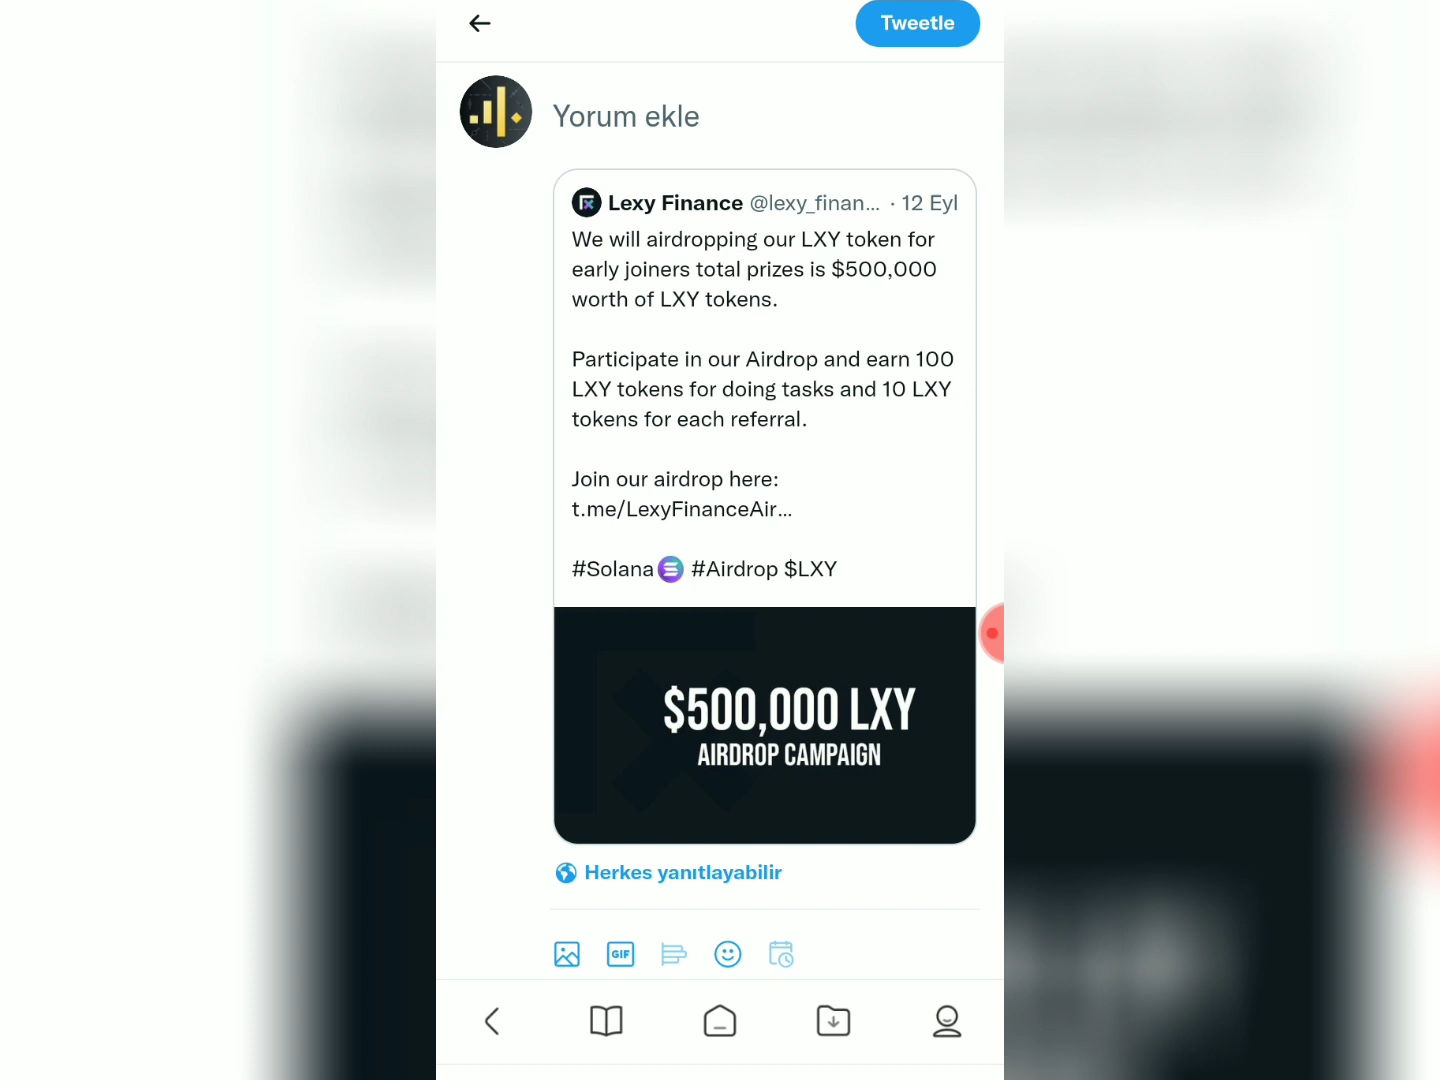 Tweetle
Yorum ekle
Lexy Finance @lexy_finan... · 12 Eyl
We will airdropping our LXY token for
early joiners total prizes is $500,000
worth of LXY tokens.
Participate in our Airdrop and earn 100
LXY tokens for doing tasks and 10 LXY
tokens for each referral.
Join our airdrop here:
t.me/LexyFinanceAir...
#Solana #Airdrop $LXY
$500,000 LXY
AIRDROP CAMPAIGN
Herkes yanıtlayabilir
GIF